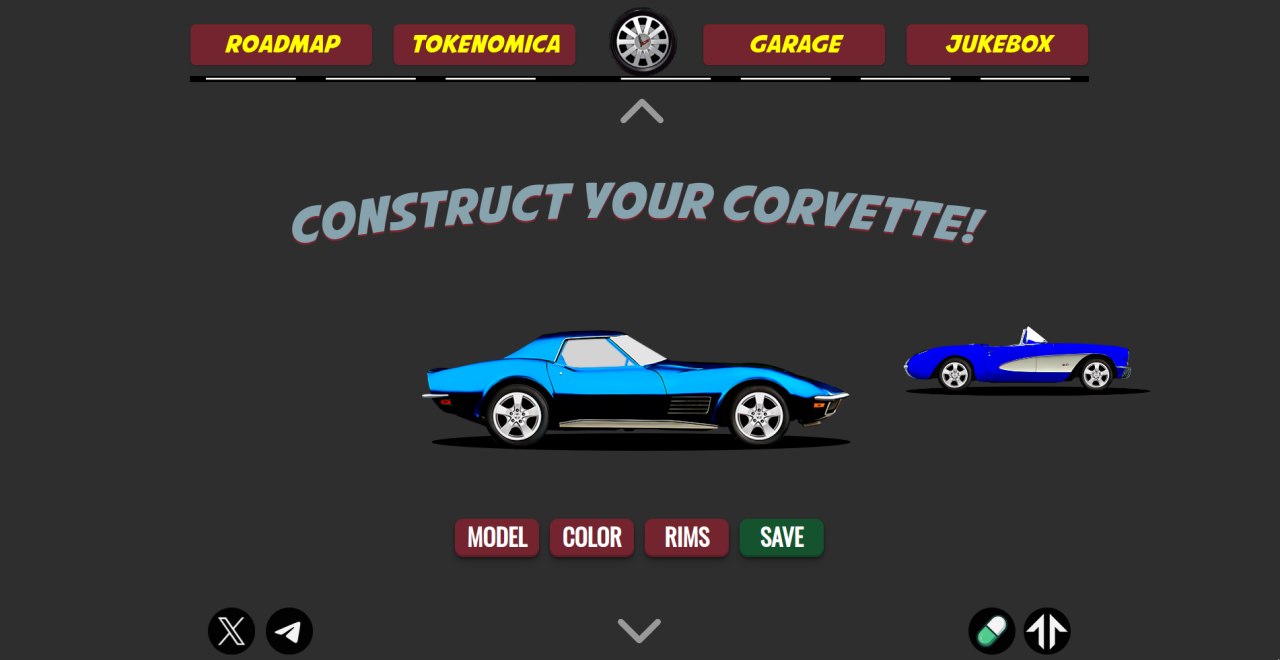 ROADMAP
TOKENOMICA
GARAGE
JUKEBOX
CONSTRUCT YOUR CORVETTE!
MODEL
COLOR
RIMS
SAVE